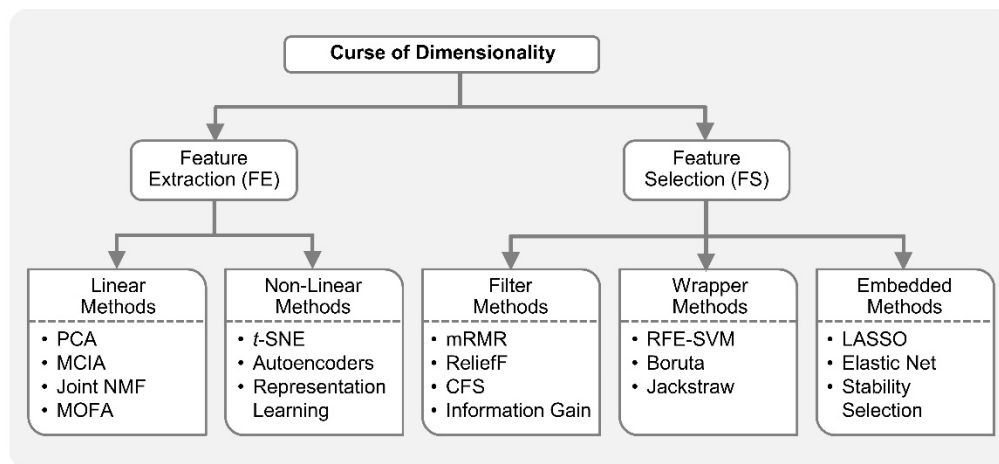 Curse of Dimensionality
Feature
Extraction (FE)
Feature
Selection (FS)
Linear
Methods
• PCA
• MCIA
• Joint NMF
• MOFA
Non-Linear
Methods
• t-SNE
• Autoencoders
• Representation
Learning
Filter
Methods
• mRMR
• ReliefF
• CFS
• Information Gain
Wrapper
Methods
• RFE-SVM
• Boruta
• Jackstraw
Embedded
Methods
• LASSO
• Elastic Net
• Stability
Selection